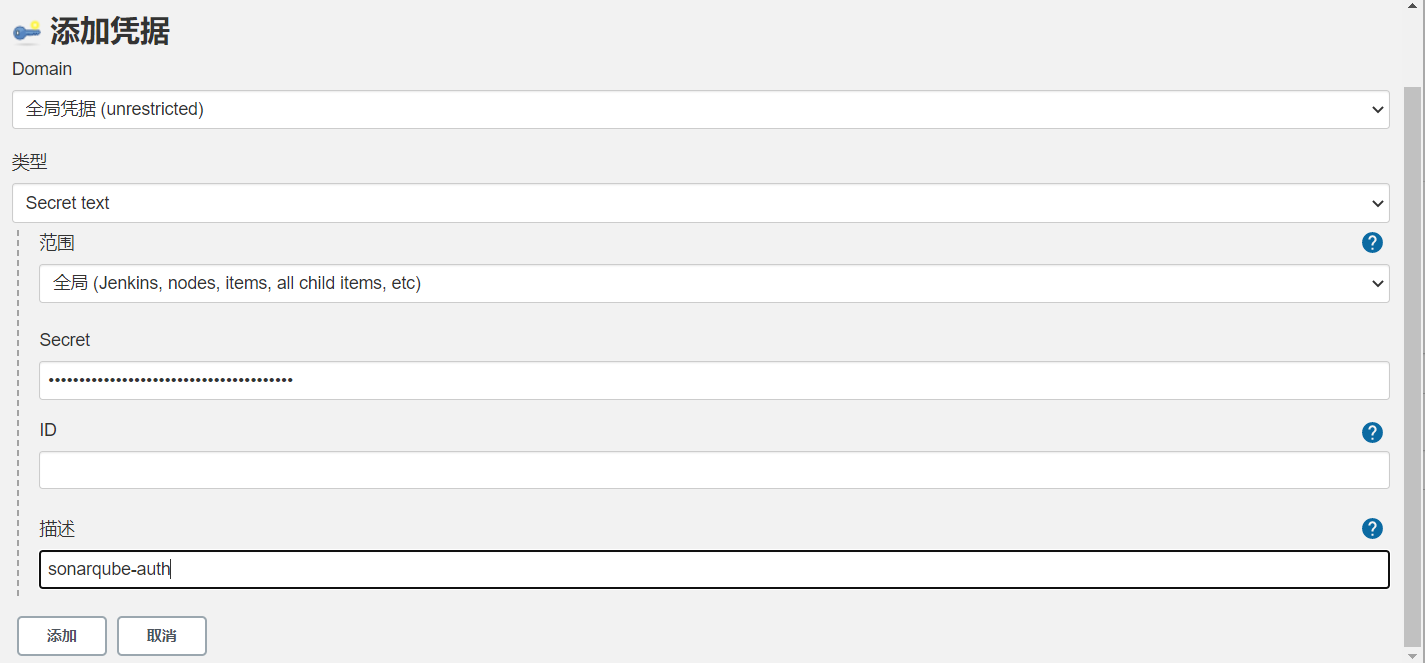 添加凭据
Domain
全局凭据 (unrestricted)
类型
Secret text
范围
?
全局 (Jenkins, nodes, items, all child items, etc)
Secret
••••••••••••••••••••••••••••••••••••••••
ID
?
描述
?
sonarqube-auth
添加 取消